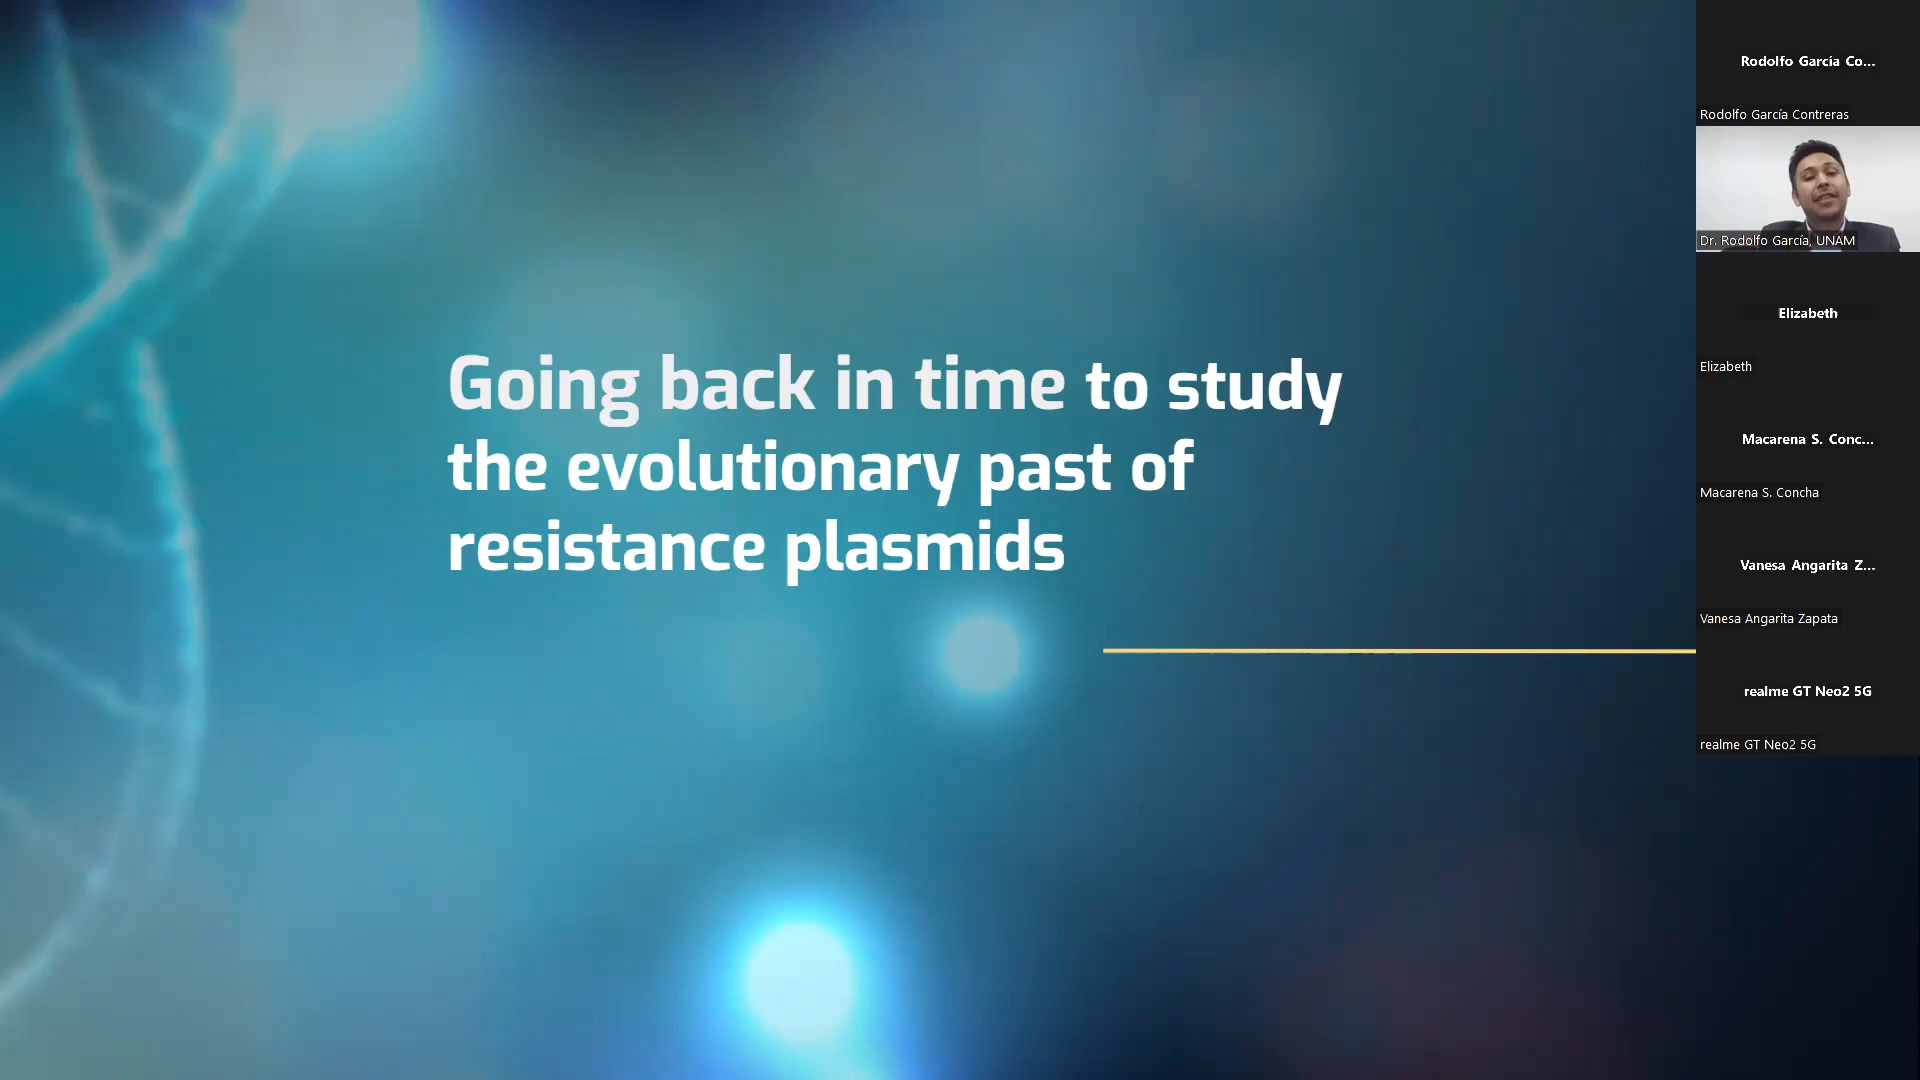 Going back in time to study
the evolutionary past of
resistance plasmids
Rodolfo García Co...
Rodolfo García Contreras
Dr. Rodolfo García, UNAM
Elizabeth
Elizabeth
Macarena S. Conc...
Macarena S. Concha
Vanesa Angarita Z...
Vanesa Angarita Zapata
realme GT Neo2 5G
realme GT Neo2 5G